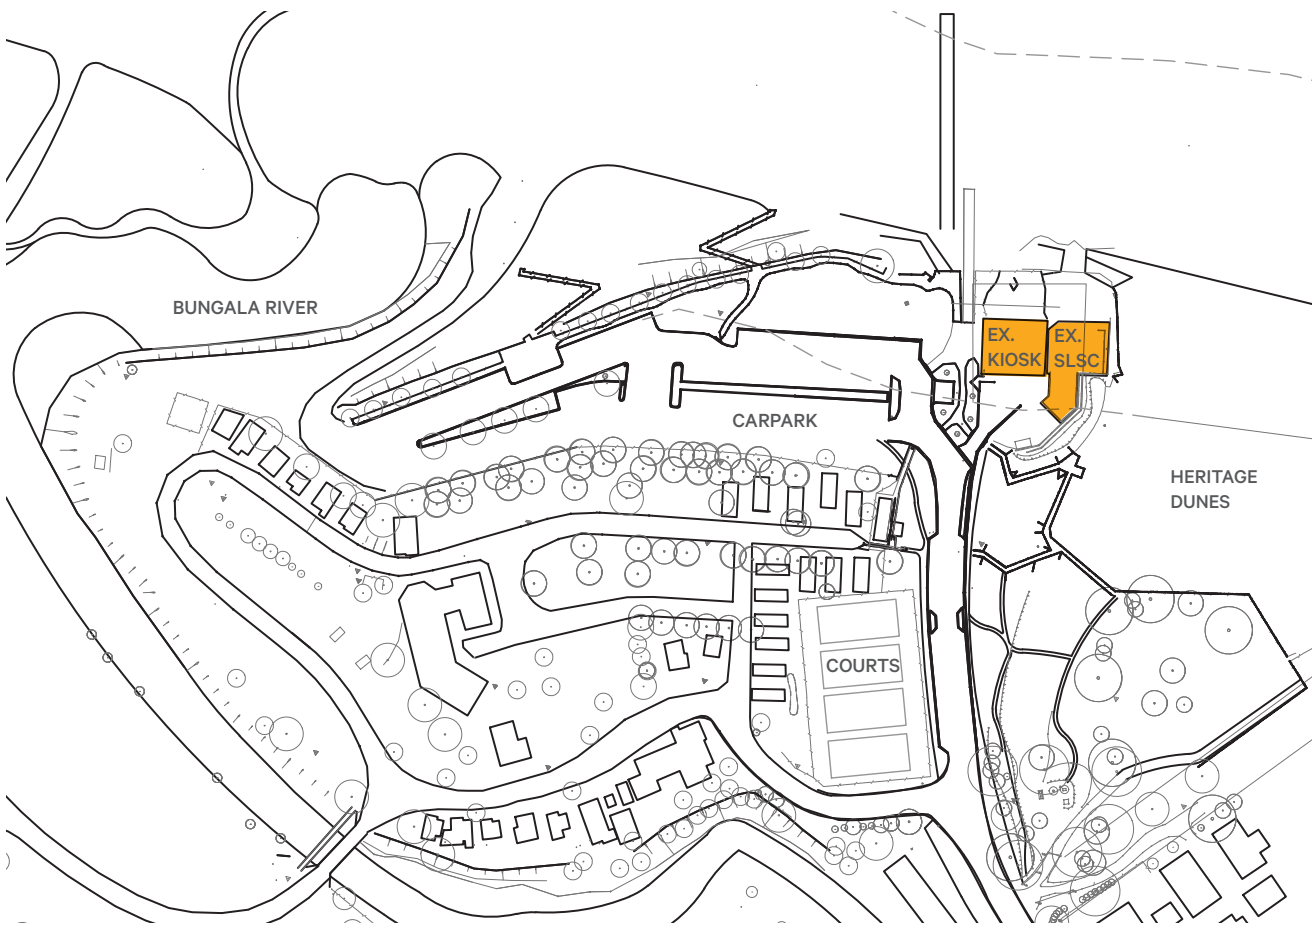 BUNGALA RIVER
EX.
KIOSK
EX.
SLSC
CARPARK
HERITAGE
DUNES
COURTS